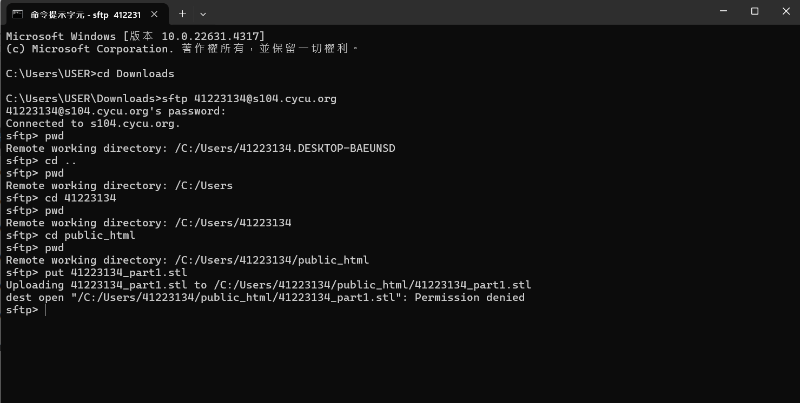 命令提示字元 - sftp  412231
Microsoft Windows [版本 10.0.22631.4317]
(c) Microsoft Corporation. 著作權所有，並保留一切權利。
C:\Users\USER>cd Downloads
C:\Users\USER\Downloads>sftp 41223134@s104.cycu.org
41223134@s104.cycu.org's password:
Connected to s104.cycu.org.
sftp> pwd
Remote working directory: /C:/Users/41223134.DESKTOP-BAEUNSD
sftp> cd ..
sftp> pwd
Remote working directory: /C:/Users
sftp> cd 41223134
sftp> pwd
Remote working directory: /C:/Users/41223134
sftp> cd public_html
sftp> pwd
Remote working directory: /C:/Users/41223134/public_html
sftp> put 41223134_part1.stl
Uploading 41223134_part1.stl to /C:/Users/41223134/public_html/41223134_part1.stl
dest open "/C:/Users/41223134/public_html/41223134_part1.stl": Permission denied
sftp>